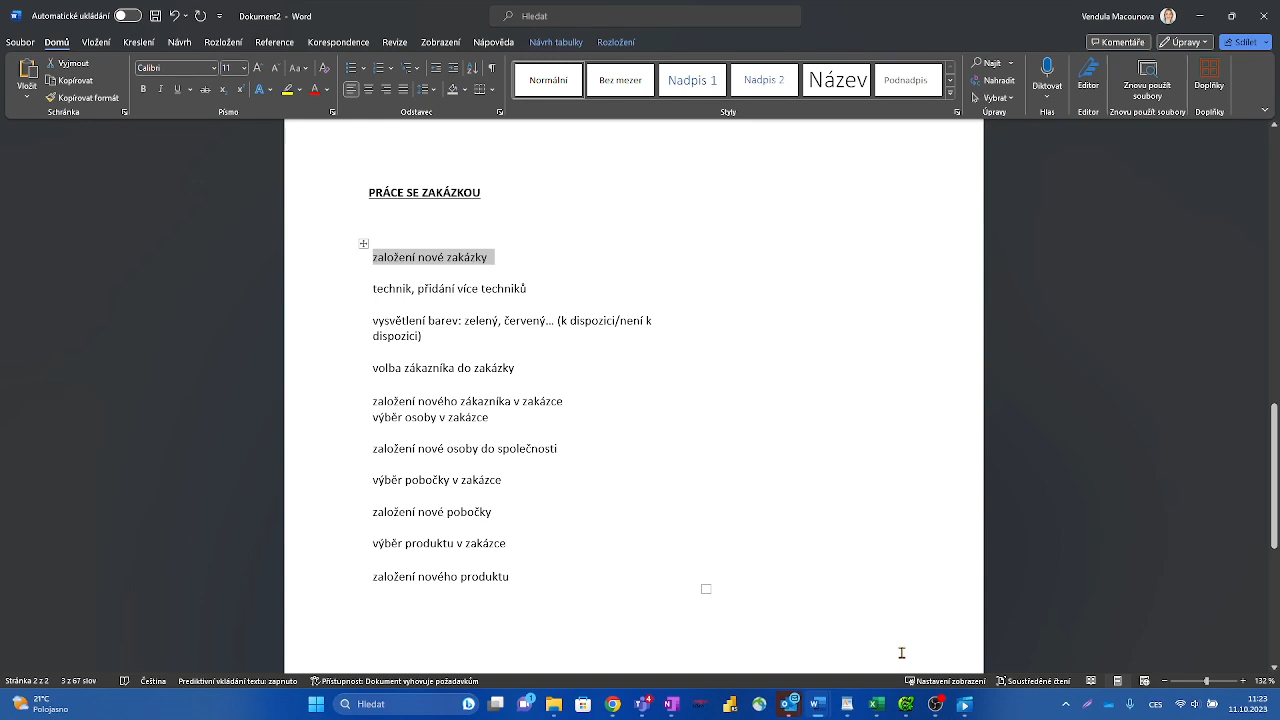 Automatické ukládání
Dokument2 - Word
Hledat
Vendula Macounova
Soubor Domů Vložení Kreslení Návrh Rozložení Reference Korespondence Revize Zobrazení Nápověda Návrh tabulky Rozložení
Komentáře Úpravy Sdílet
Vložit
Vyjmout
Kopírovat
Kopírovat formát
Schránka
Calibri 11
Písmo
Odstavec
Normální Bez mezer Nadpis 1 Nadpis 2 Název Podnadpis
Styly
Vybrat
Úpravy
Diktovat
Hlas
Editor
Editor
Znovu použít
soubory
Znovu použít soubory
Doplňky
Doplňky
PRÁCE SE ZAKÁZKOU
založení nové zakázky
technik, přidání více techniků
vysvětlení barev: zelený, červený… (k dispozici/není k
dispozici)
volba zákazníka do zakázky
založení nového zákazníka v zakázce
výběr osoby v zakázce
založení nové osoby do společnosti
výběr pobočky v zakázce
založení nové pobočky
výběr produktu v zakázce
založení nového produktu
Stránka 2 z 2 3 z 67 slov Čeština Prediktivní vkládání textu: zapnuto Přístupnost: Dokument vyhovuje požadavkům
Nastavení zobrazení Soustředění 132 %
21°C
Polojasno
Hledat
CES
11:23
11.10.2023